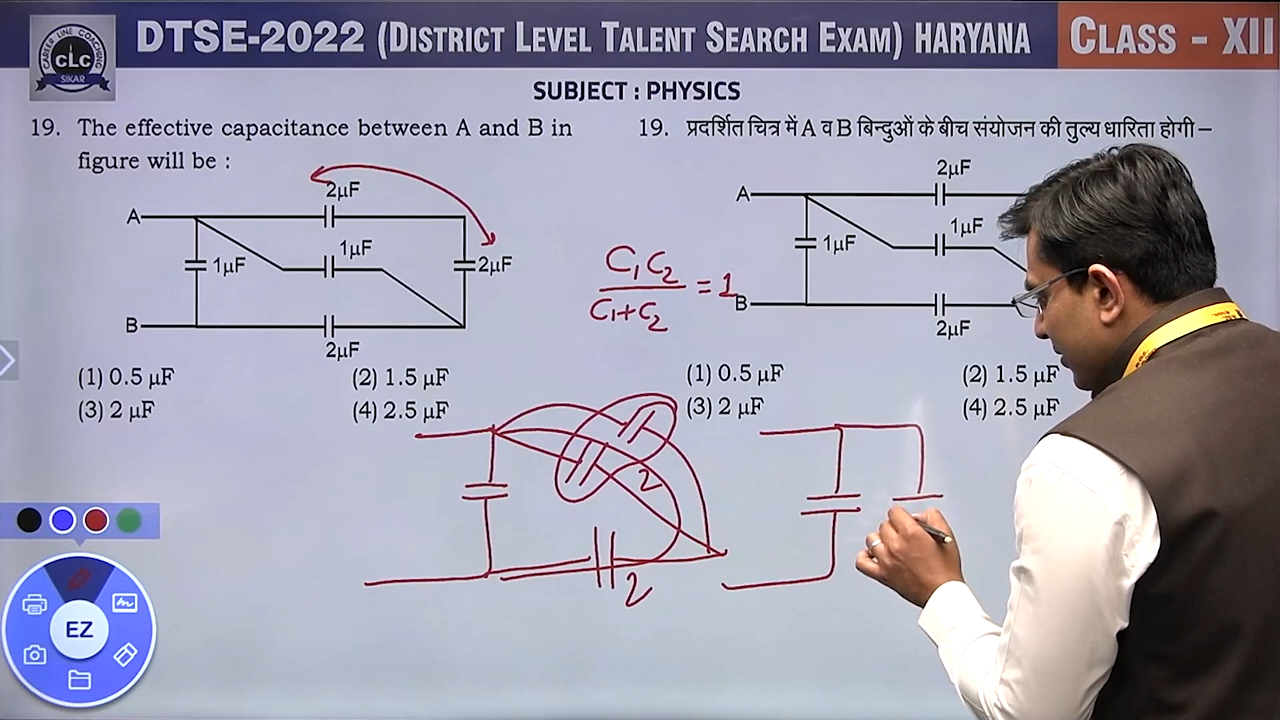 CAREER LINE COACHING
CLC
SIKAR
DTSE-2022 (DISTRICT LEVEL TALENT SEARCH EXAM) HARYANA
CLASS - XII
SUBJECT : PHYSICS
19. The effective capacitance between A and B in
figure will be :
2μF
A
1μF
1μF
2μF
B
2μF
(1) 0.5 μF
(2) 1.5 μF
(3) 2 μF
(4) 2.5 μF
C₁C₂
C₁+C₂
= 1
19. प्रदर्शित चित्र में A व B बिन्दुओं के बीच संयोजन की तुल्य धारिता होगी –
2μF
A
1μF
1μF
B
2μF
(1) 0.5 μF
(2) 1.5 μF
(3) 2 μF
(4) 2.5 μF
2
2
EZ